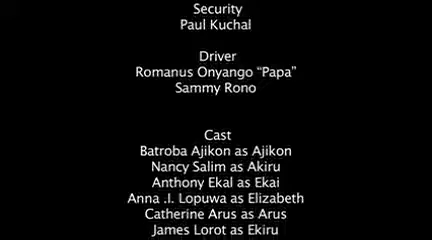 Security
Paul Kuchal
Driver
Romanus Onyango “Papa”
Sammy Rono
Cast
Batroba Ajikon as Ajikon
Nancy Salim as Akiru
Anthony Ekal as Ekai
Anna .I. Lopuwa as Elizabeth
Catherine Arus as Arus
James Lorot as Ekiru